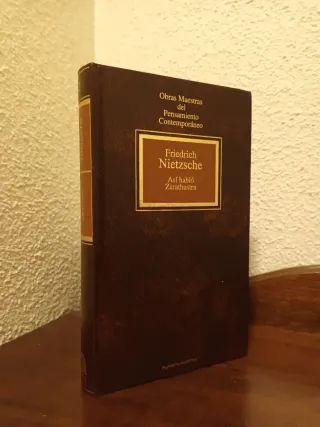 Obras Maestras
del
Pensamiento
Contemporáneo
Friedrich
Nietzsche
Así habló
Zarathustra